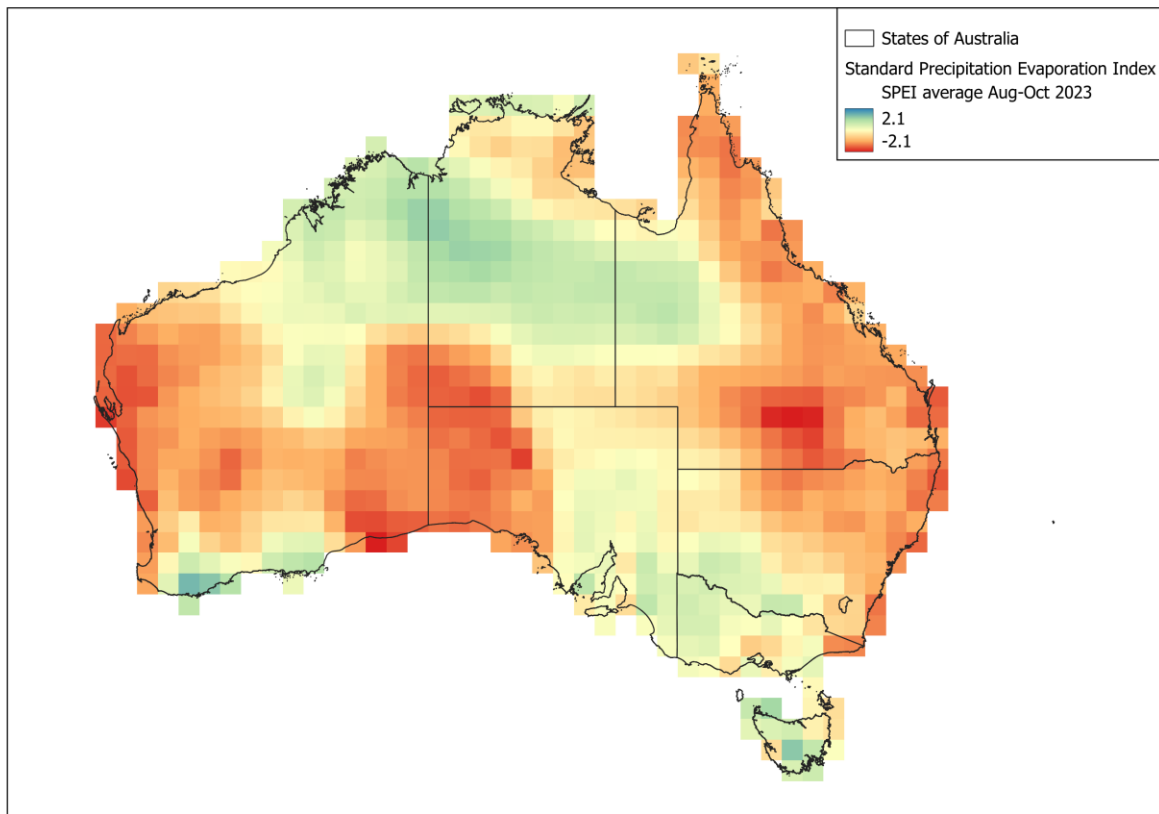 States of Australia
Standard Precipitation Evaporation Index
SPEI average Aug-Oct 2023
2.1
-2.1